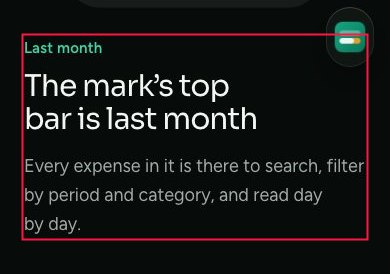 Last month
The mark’s top
bar is last month
Every expense in it is there to search, filter
by period and category, and read day
by day.